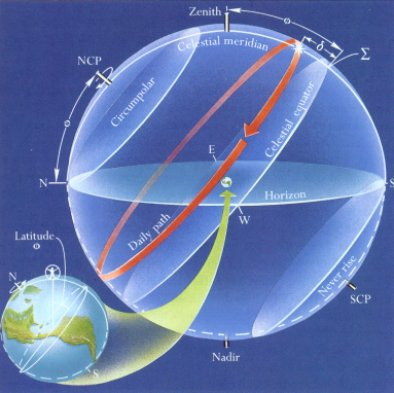 Zenith
φ
δ
Σ
Celestial meridian
NCP
Circumpolar
φ
Celestial equator
E
N
S
Horizon
W
Daily path
Never rise
Latitude
φ
N
S
SCP
Nadir